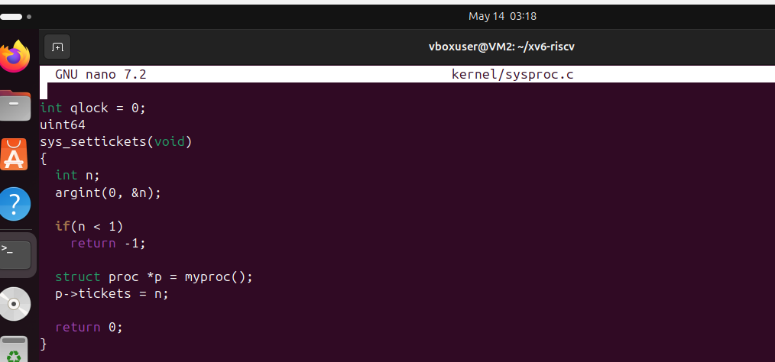 May 14 03:18
vboxuser@VM2: ~/xv6-riscv
GNU nano 7.2 kernel/sysproc.c
int qlock = 0;
uint64
sys_settickets(void)
{
  int n;
  argint(0, &n);

  if(n < 1)
    return -1;

  struct proc *p = myproc();
  p->tickets = n;

  return 0;
}